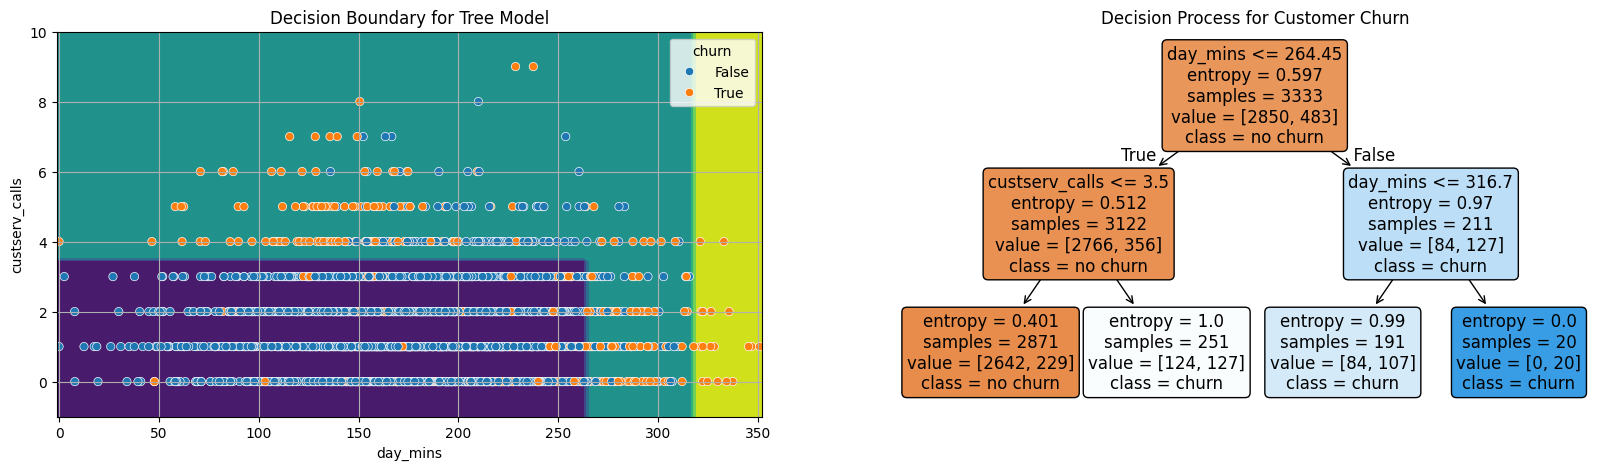 Decision Boundary for Tree Model
10
8
6
4
2
0
custserv_calls
0
50
100
150
200
250
300
350
day_mins
churn
False
True
Decision Process for Customer Churn
day_mins <= 264.45
entropy = 0.597
samples = 3333
value = [2850, 483]
class = no churn
True
False
custserv_calls <= 3.5
entropy = 0.512
samples = 3122
value = [2766, 356]
class = no churn
day_mins <= 316.7
entropy = 0.97
samples = 211
value = [84, 127]
class = churn
entropy = 0.401
samples = 2871
value = [2642, 229]
class = no churn
entropy = 1.0
samples = 251
value = [124, 127]
class = churn
entropy = 0.99
samples = 191
value = [84, 107]
class = churn
entropy = 0.0
samples = 20
value = [0, 20]
class = churn